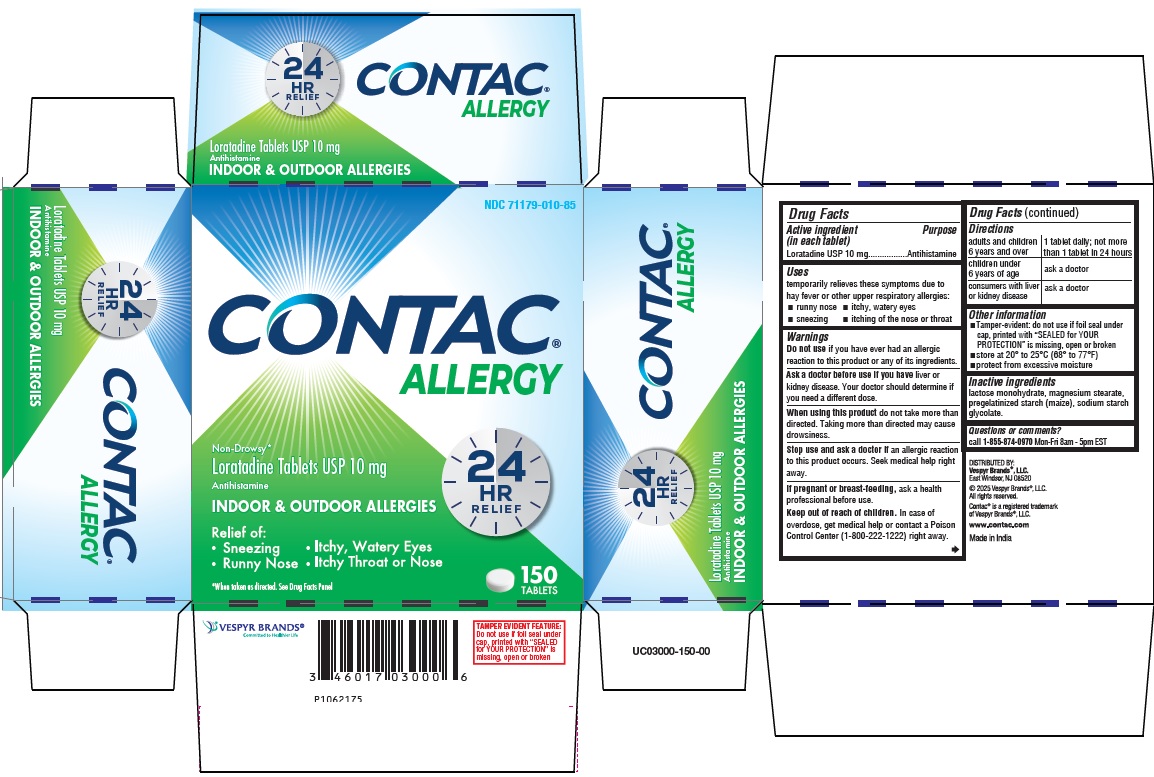 24
HR
RELIEF
CONTAC®
ALLERGY
Loratadine Tablets USP 10 mg
Antihistamine
INDOOR & OUTDOOR ALLERGIES
Loratadine Tablets USP 10 mg
Antihistamine
INDOOR & OUTDOOR ALLERGIES
24
HR
RELIEF
CONTAC®
ALLERGY
NDC 71179-010-85
CONTAC®
ALLERGY
Non-Drowsy*
Loratadine Tablets USP 10 mg
Antihistamine
INDOOR & OUTDOOR ALLERGIES
Relief of:
• Sneezing • Itchy, Watery Eyes
• Runny Nose • Itchy Throat or Nose
*When taken as directed. See Drug Facts Panel
24
HR
RELIEF
150
TABLETS
VESPYR BRANDS®
Committed to Healthier Life
3 46017 03000 6
P1062175
TAMPER EVIDENT FEATURE:
Do not use if foil seal under
cap, printed with "SEALED
for YOUR PROTECTION" is
missing, open or broken
CONTAC®
ALLERGY
24
HR
RELIEF
Loratadine Tablets USP 10 mg
Antihistamine
INDOOR & OUTDOOR ALLERGIES
UC03000-150-00
Drug Facts
Active ingredient Purpose
(in each tablet)
Loratadine USP 10 mg.................Antihistamine
Uses
temporarily relieves these symptoms due to
hay fever or other upper respiratory allergies:
■ runny nose ■ itchy, watery eyes
■ sneezing ■ itching of the nose or throat
Warnings
Do not use if you have ever had an allergic
reaction to this product or any of its ingredients.
Ask a doctor before use if you have liver or
kidney disease. Your doctor should determine if
you need a different dose.
When using this product do not take more than
directed. Taking more than directed may cause
drowsiness.
Stop use and ask a doctor if an allergic reaction
to this product occurs. Seek medical help right
away.
If pregnant or breast-feeding, ask a health
professional before use.
Keep out of reach of children. In case of
overdose, get medical help or contact a Poison
Control Center (1-800-222-1222) right away.
Drug Facts (continued)
Directions
adults and children 1 tablet daily; not more
6 years and over than 1 tablet in 24 hours
children under
6 years of age ask a doctor
consumers with liver
or kidney disease ask a doctor
Other information
■ Tamper-evident: do not use if foil seal under
cap, printed with "SEALED for YOUR
PROTECTION" is missing, open or broken
■ store at 20° to 25°C (68° to 77°F)
■ protect from excessive moisture
Inactive ingredients
lactose monohydrate, magnesium stearate,
pregelatinized starch (maize), sodium starch
glycolate.
Questions or comments?
call 1-855-874-0970 Mon-Fri 8am - 5pm EST
DISTRIBUTED BY:
Vespyr Brands®, LLC.
East Windsor, NJ 08520
© 2025 Vespyr Brands®, LLC.
All rights reserved.
Contac® is a registered trademark
of Vespyr Brands®, LLC.
www.contac.com
Made in India